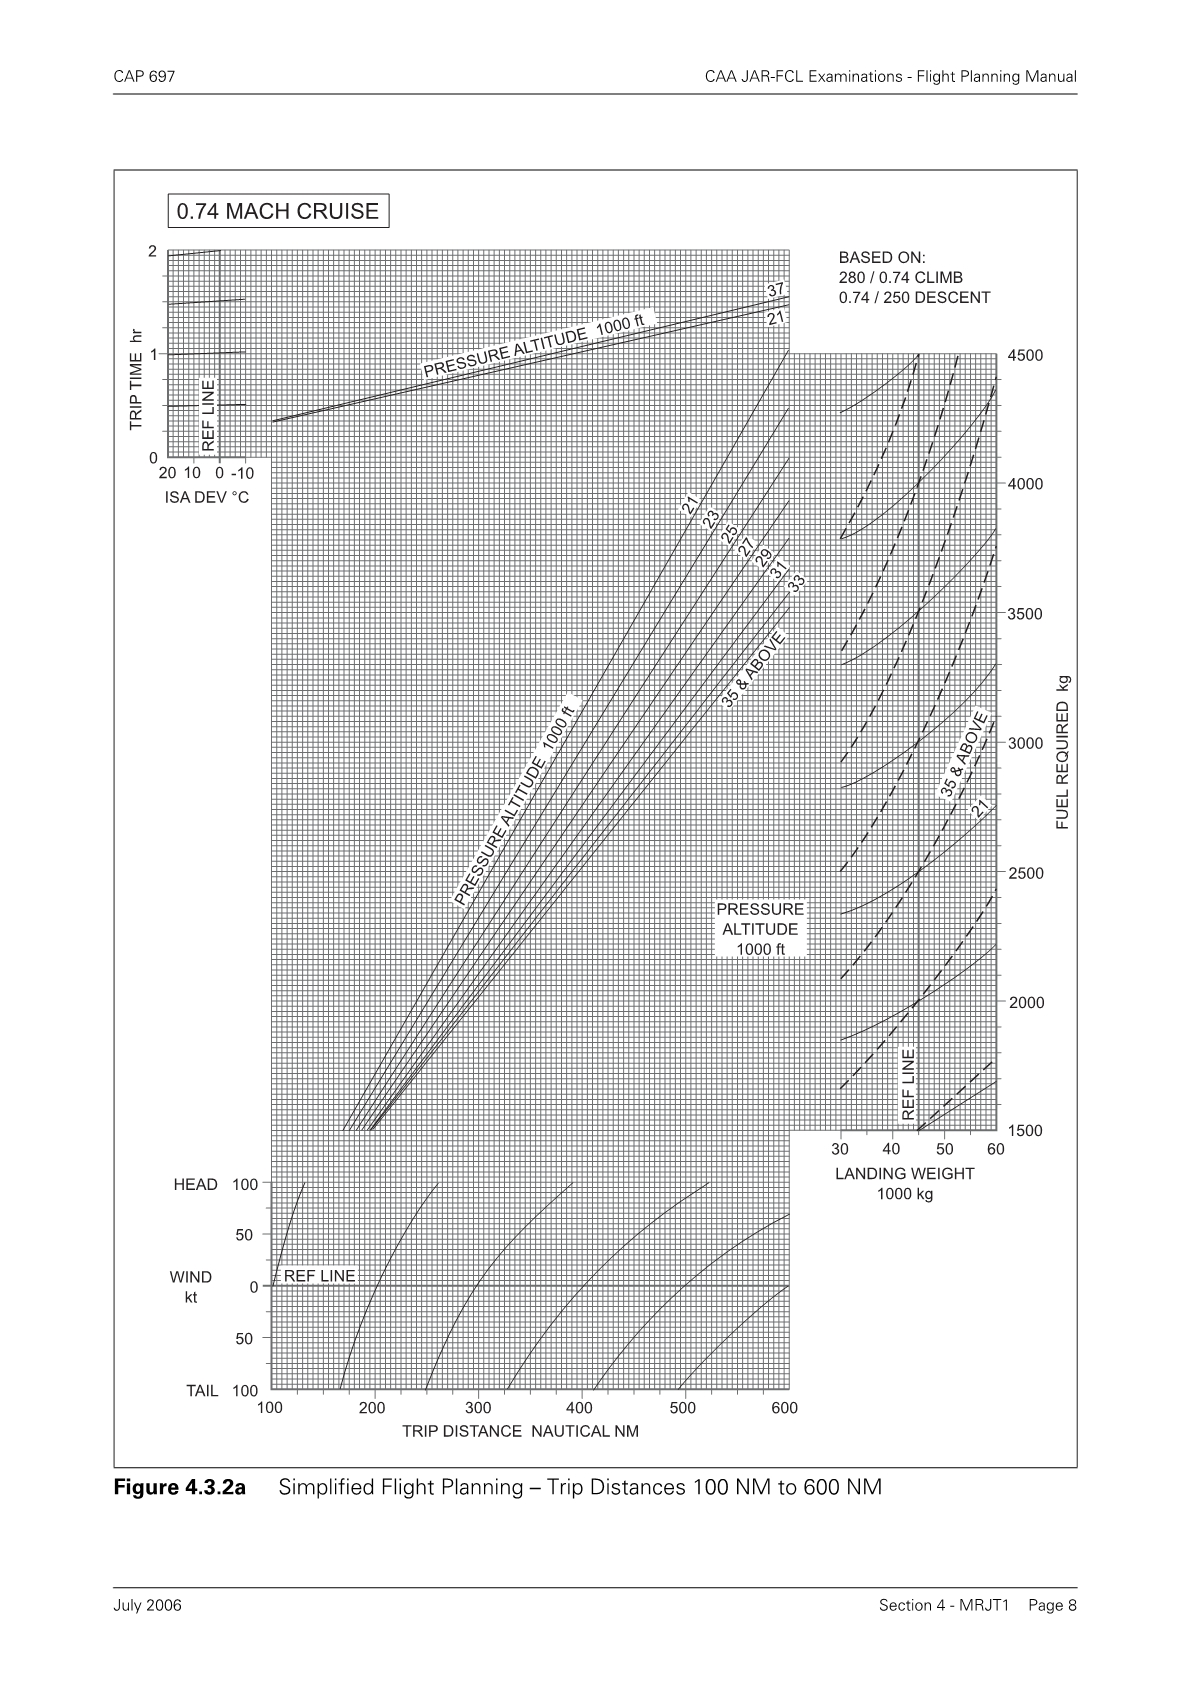 CAP 697
CAA JAR-FCL Examinations - Flight Planning Manual
0.74 MACH CRUISE
BASED ON:
280 / 0.74 CLIMB
0.74 / 250 DESCENT
2
1
0
TRIP TIME hr
REF LINE
20 10 0 -10
ISA DEV °C
PRESSURE ALTITUDE 1000 ft
37
21
21
23
25
27
29
31
33
35 & ABOVE
PRESSURE ALTITUDE 1000 ft
4500
4000
3500
3000
2500
2000
1500
FUEL REQUIRED kg
35 & ABOVE
21
PRESSURE
ALTITUDE
1000 ft
REF LINE
30 40 50 60
LANDING WEIGHT
1000 kg
HEAD 100
50
WIND
kt
0
REF LINE
50
TAIL 100
100 200 300 400 500 600
TRIP DISTANCE NAUTICAL NM
Figure 4.3.2a Simplified Flight Planning – Trip Distances 100 NM to 600 NM
July 2006
Section 4 - MRJT1 Page 8